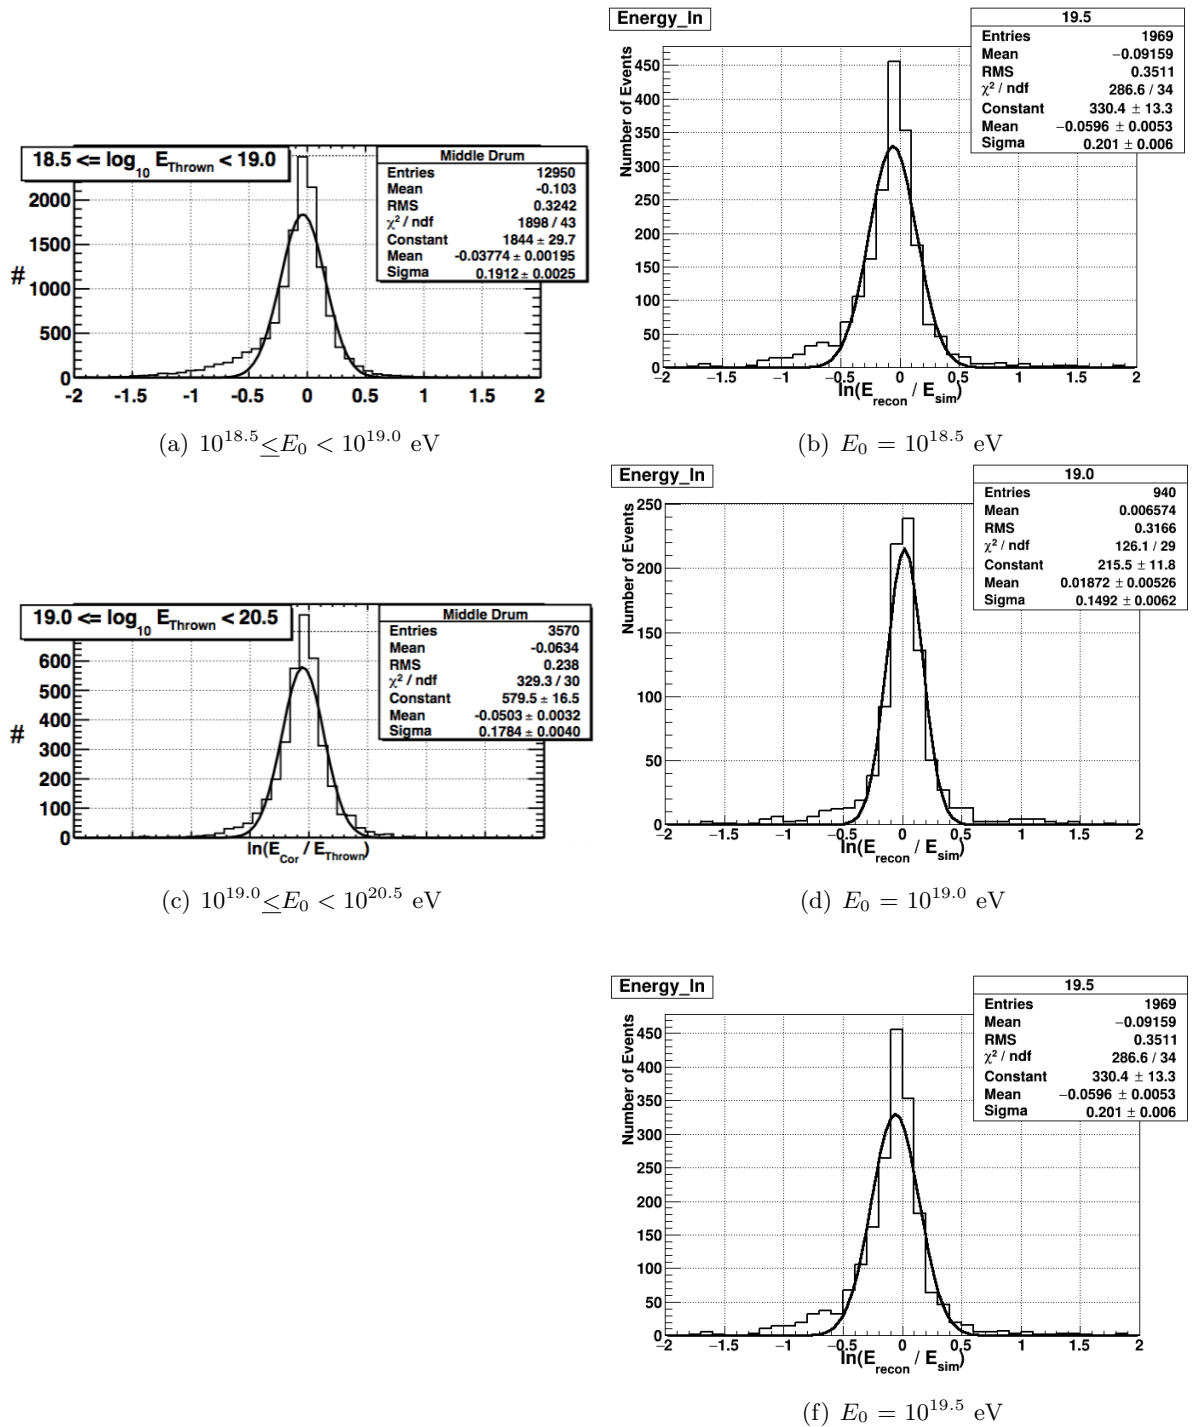 18.5 <= log10 EThrown < 19.0
Middle Drum
Entries 12950
Mean -0.103
RMS 0.3242
χ² / ndf 1898 / 43
Constant 1844 ± 29.7
Mean -0.03774 ± 0.00195
Sigma 0.1912 ± 0.0025
#
2000
1500
1000
500
0
-2 -1.5 -1 -0.5 0 0.5 1 1.5 2
(a) 10^18.5 ≤ E0 < 10^19.0 eV
Energy_ln
19.5
Entries 1969
Mean −0.09159
RMS 0.3511
χ² / ndf 286.6 / 34
Constant 330.4 ± 13.3
Mean −0.0596 ± 0.0053
Sigma 0.201 ± 0.006
Number of Events
450
400
350
300
250
200
150
100
50
0
−2 −1.5 −1 −0.5 0 0.5 1 1.5 2
ln(Erecon / Esim)
(b) E0 = 10^18.5 eV
19.0 <= log10 EThrown < 20.5
Middle Drum
Entries 3570
Mean -0.0634
RMS 0.238
χ² / ndf 329.3 / 30
Constant 579.5 ± 16.5
Mean -0.0503 ± 0.0032
Sigma 0.1784 ± 0.0040
#
600
500
400
300
200
100
0
ln(ECor / EThrown)
(c) 10^19.0 ≤ E0 < 10^20.5 eV
Energy_ln
19.0
Entries 940
Mean 0.006574
RMS 0.3166
χ² / ndf 126.1 / 29
Constant 215.5 ± 11.8
Mean 0.01872 ± 0.00526
Sigma 0.1492 ± 0.0062
Number of Events
250
200
150
100
50
0
−2 −1.5 −1 −0.5 0 0.5 1 1.5 2
ln(Erecon / Esim)
(d) E0 = 10^19.0 eV
Energy_ln
19.5
Entries 1969
Mean −0.09159
RMS 0.3511
χ² / ndf 286.6 / 34
Constant 330.4 ± 13.3
Mean −0.0596 ± 0.0053
Sigma 0.201 ± 0.006
Number of Events
450
400
350
300
250
200
150
100
50
0
−2 −1.5 −1 −0.5 0 0.5 1 1.5 2
ln(Erecon / Esim)
(f) E0 = 10^19.5 eV